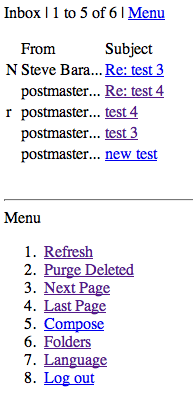 Inbox | 1 to 5 of 6 | Menu
From Subject
N Steve Bara... Re: test 3
postmaster... Re: test 4
r postmaster... test 4
postmaster... test 3
postmaster... new test
Menu
1. Refresh
2. Purge Deleted
3. Next Page
4. Last Page
5. Compose
6. Folders
7. Language
8. Log out